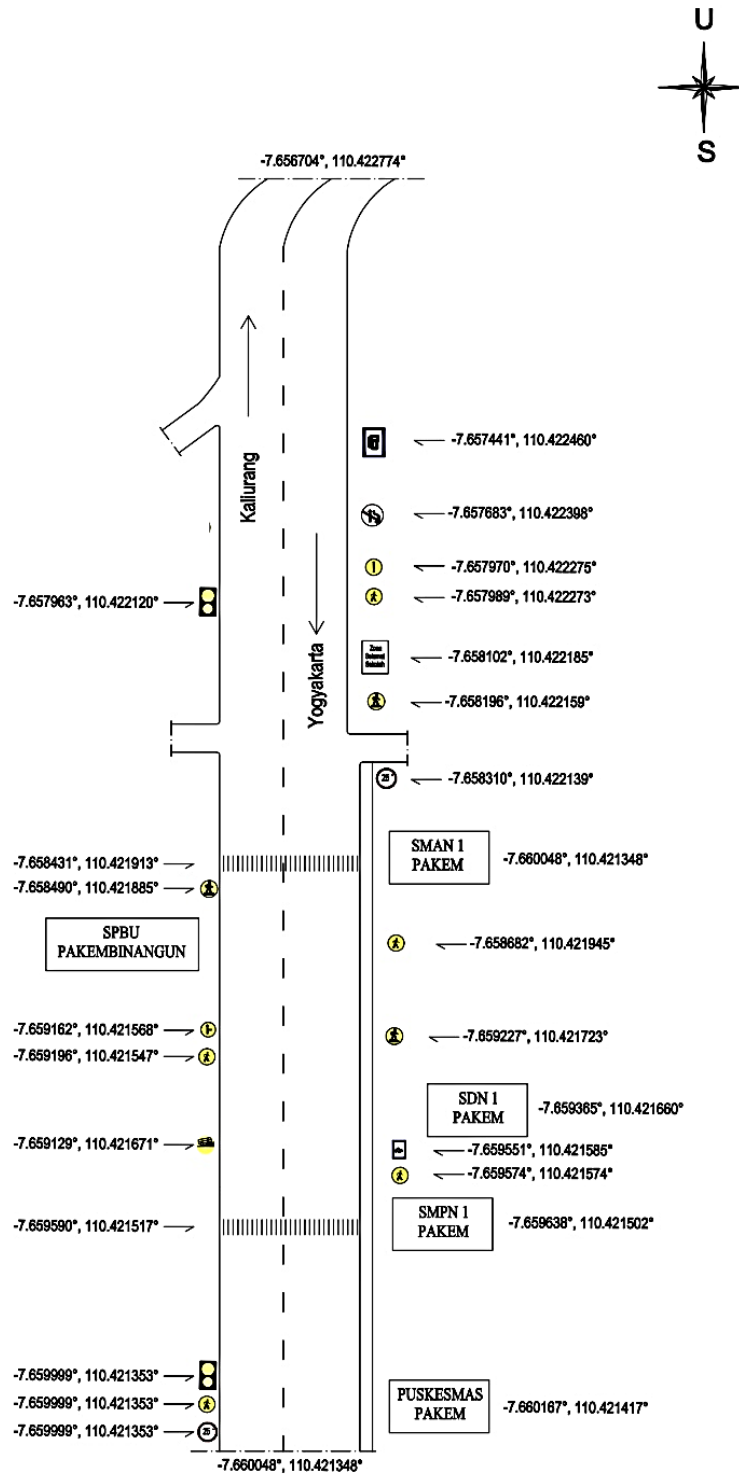 U
S
-7.656704°, 110.422774°
Kaliurang
-7.657441°, 110.422460°
-7.657683°, 110.422398°
-7.657970°, 110.422275°
-7.657963°, 110.422120°
-7.657989°, 110.422273°
Yogyakarta
Zona
Selamat
Sekolah
-7.658102°, 110.422185°
-7.658196°, 110.422159°
25
-7.658310°, 110.422139°
-7.658431°, 110.421913°
SMAN 1
PAKEM
-7.660048°, 110.421348°
-7.658490°, 110.421885°
SPBU
PAKEMBINANGUN
-7.658682°, 110.421945°
-7.659162°, 110.421568°
-7.659227°, 110.421723°
-7.659196°, 110.421547°
SDN 1
PAKEM
-7.659365°, 110.421660°
-7.659129°, 110.421671°
-7.659551°, 110.421585°
-7.659574°, 110.421574°
-7.659590°, 110.421517°
SMPN 1
PAKEM
-7.659638°, 110.421502°
-7.659999°, 110.421353°
-7.659999°, 110.421353°
PUSKESMAS
PAKEM
-7.660167°, 110.421417°
-7.659999°, 110.421353°
25
-7.660048°, 110.421348°